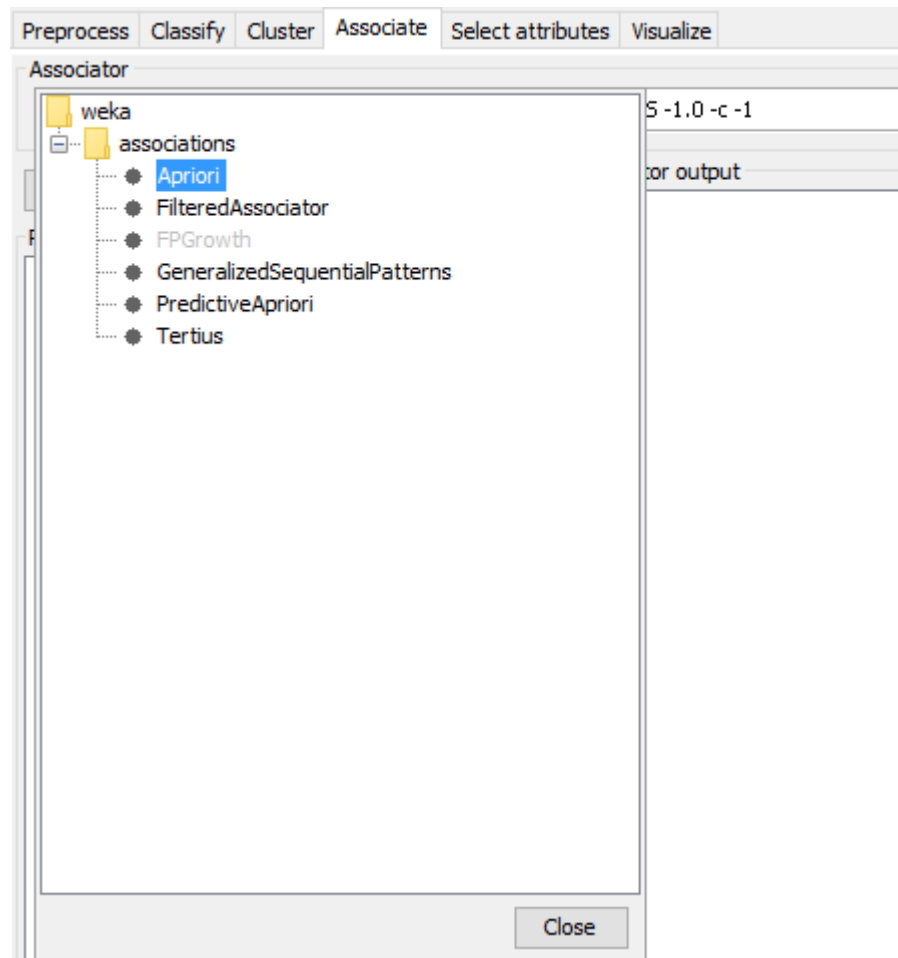 Preprocess Classify Cluster Associate Select attributes Visualize
Associator
weka
S -1.0 -c -1
associations
Apriori
tor output
FilteredAssociator
FPGrowth
GeneralizedSequentialPatterns
PredictiveApriori
Tertius
Close